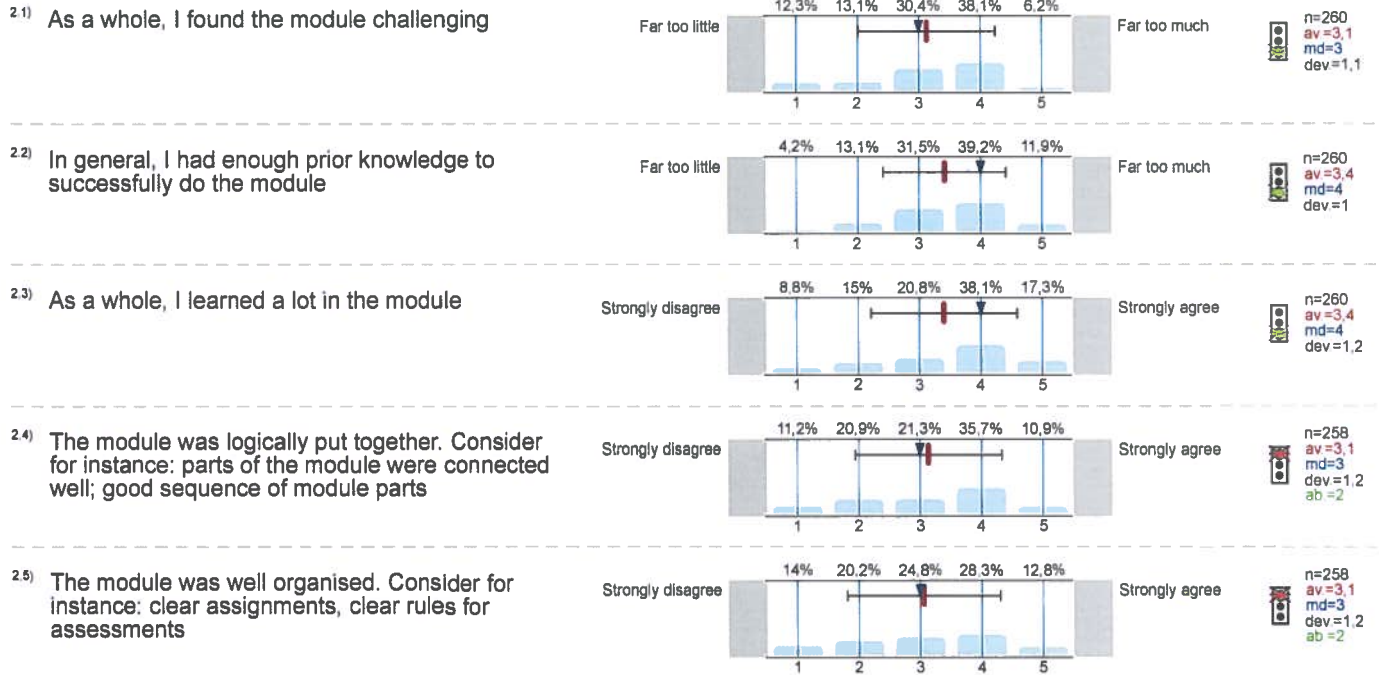 2.1) As a whole, I found the module challenging
12,3% 13,1% 30,4% 38,1% 6,2%
Far too little Far too much
1 2 3 4 5
n=260
av.=3,1
md=3
dev.=1,1
2.2) In general, I had enough prior knowledge to
successfully do the module
4,2% 13,1% 31,5% 39,2% 11,9%
Far too little Far too much
1 2 3 4 5
n=260
av.=3,4
md=4
dev.=1
2.3) As a whole, I learned a lot in the module
8,8% 15% 20,8% 38,1% 17,3%
Strongly disagree Strongly agree
1 2 3 4 5
n=260
av.=3,4
md=4
dev.=1,2
2.4) The module was logically put together. Consider
for instance: parts of the module were connected
well; good sequence of module parts
11,2% 20,9% 21,3% 35,7% 10,9%
Strongly disagree Strongly agree
1 2 3 4 5
n=258
av.=3,1
md=3
dev.=1,2
ab.=2
2.5) The module was well organised. Consider for
instance: clear assignments, clear rules for
assessments
14% 20,2% 24,8% 28,3% 12,8%
Strongly disagree Strongly agree
1 2 3 4 5
n=258
av.=3,1
md=3
dev.=1,2
ab.=2